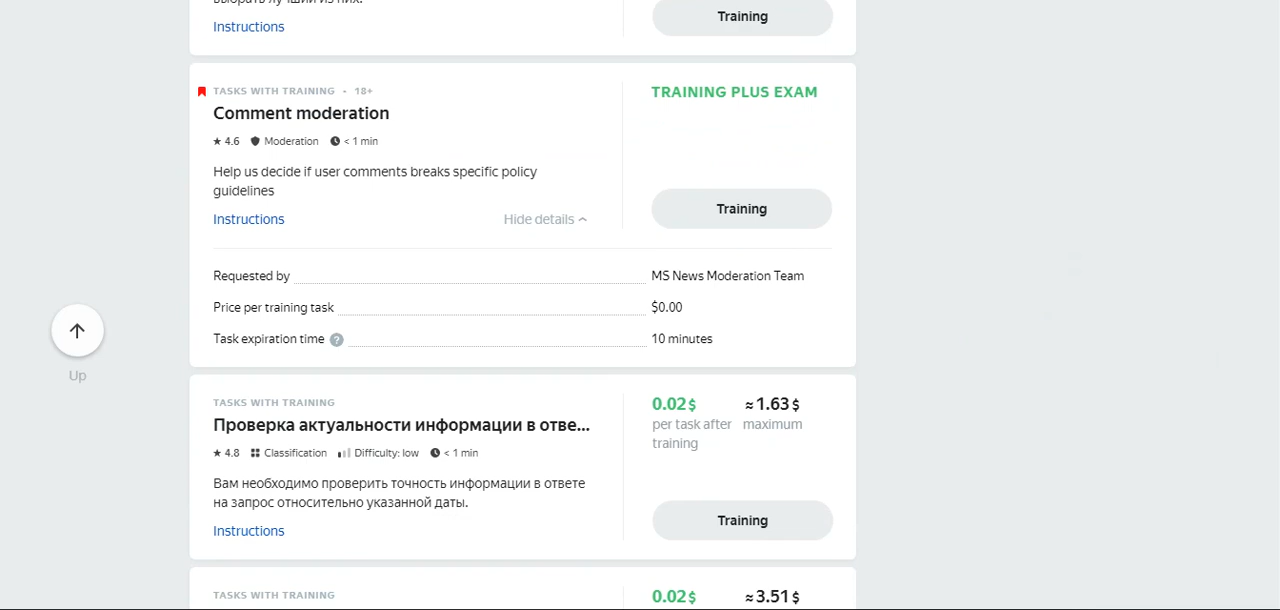 выбрать лучший из них.
Instructions
Training
TASKS WITH TRAINING • 18+
TRAINING PLUS EXAM
Comment moderation
★ 4.6 Moderation < 1 min
Help us decide if user comments breaks specific policy
guidelines
Instructions
Hide details
Training
Requested by MS News Moderation Team
Price per training task $0.00
Task expiration time ? 10 minutes
Up
TASKS WITH TRAINING
0.02 $ ≈ 1.63 $
per task after training
maximum
Проверка актуальности информации в отве...
★ 4.8 Classification Difficulty: low < 1 min
Вам необходимо проверить точность информации в ответе
на запрос относительно указанной даты.
Instructions
Training
TASKS WITH TRAINING
0.02 $ ≈ 3.51 $